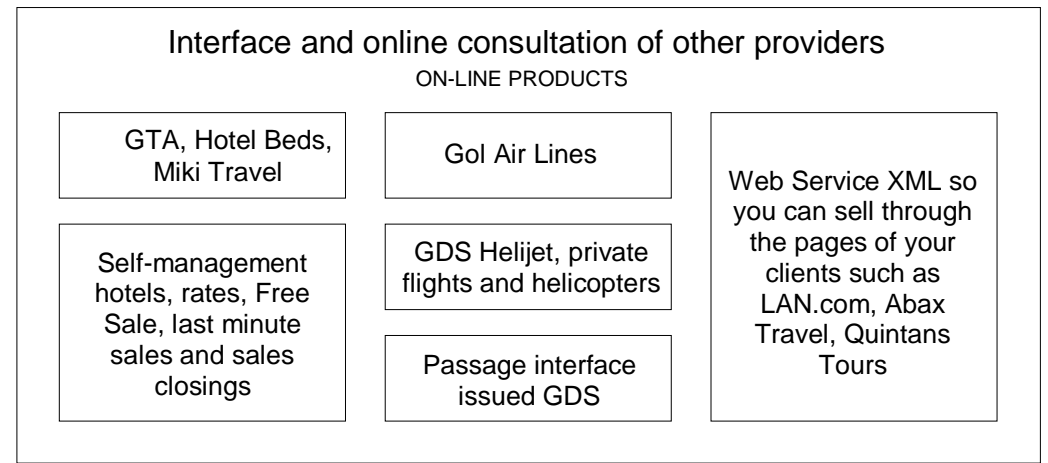 Interface and online consultation of other providers
ON-LINE PRODUCTS
GTA, Hotel Beds,
Miki Travel
Self-management
hotels, rates, Free
Sale, last minute
sales and sales
closings
Gol Air Lines
GDS Helijet, private
flights and helicopters
Passage interface
issued GDS
Web Service XML so
you can sell through
the pages of your
clients such as
LAN.com, Abax
Travel, Quintans
Tours